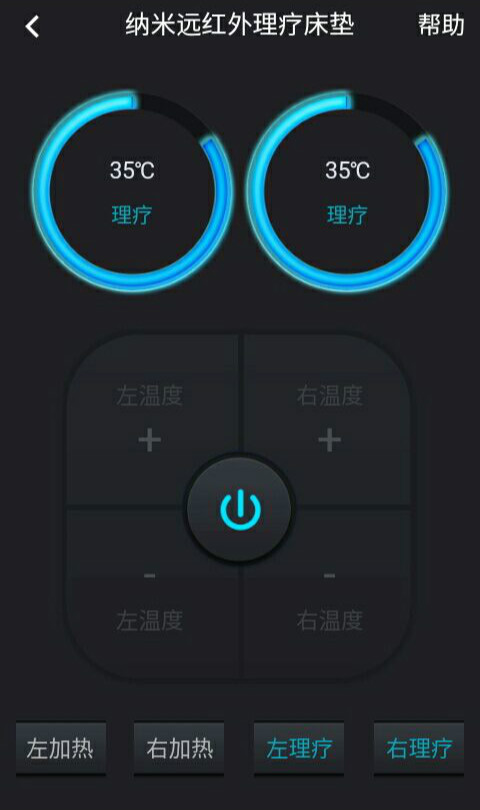 纳米远红外理疗床垫 帮助
35℃ 35℃
理疗 理疗
左温度 右温度
+ +
- -
左温度 右温度
左加热 右加热 左理疗 右理疗